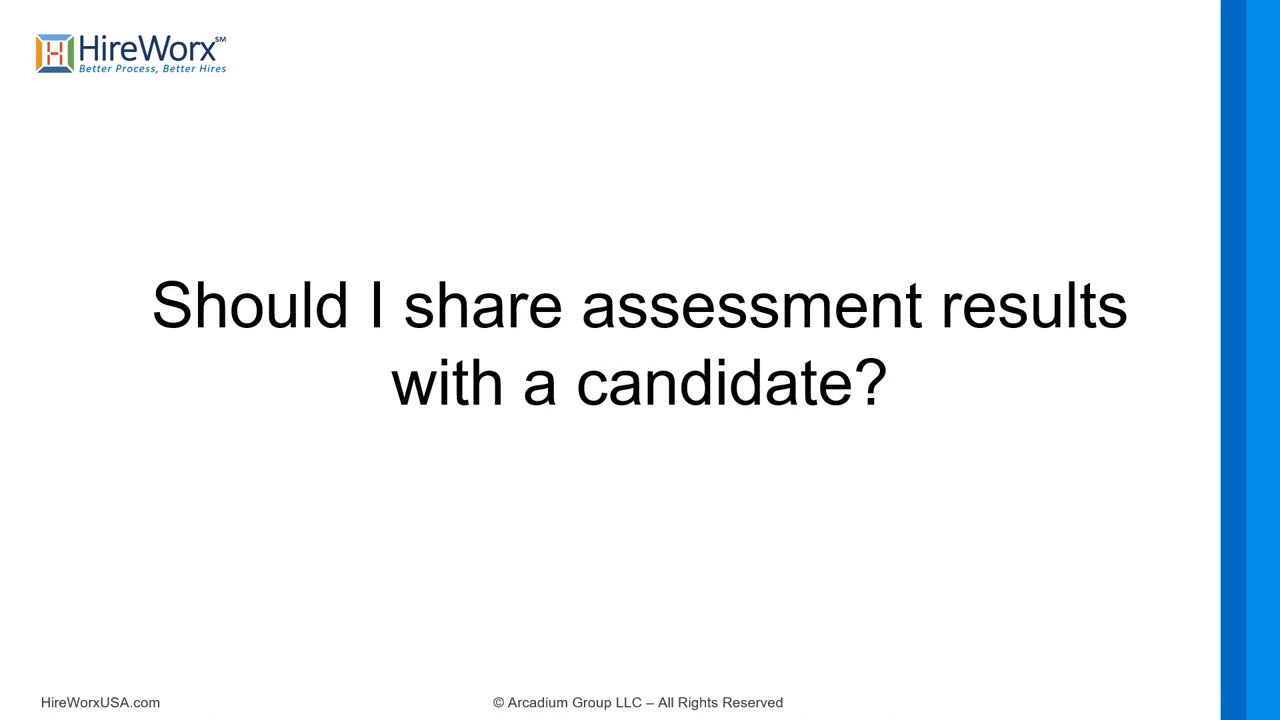 HireWorx℠
Better Process, Better Hires
Should I share assessment results
with a candidate?
HireWorxUSA.com
© Arcadium Group LLC – All Rights Reserved